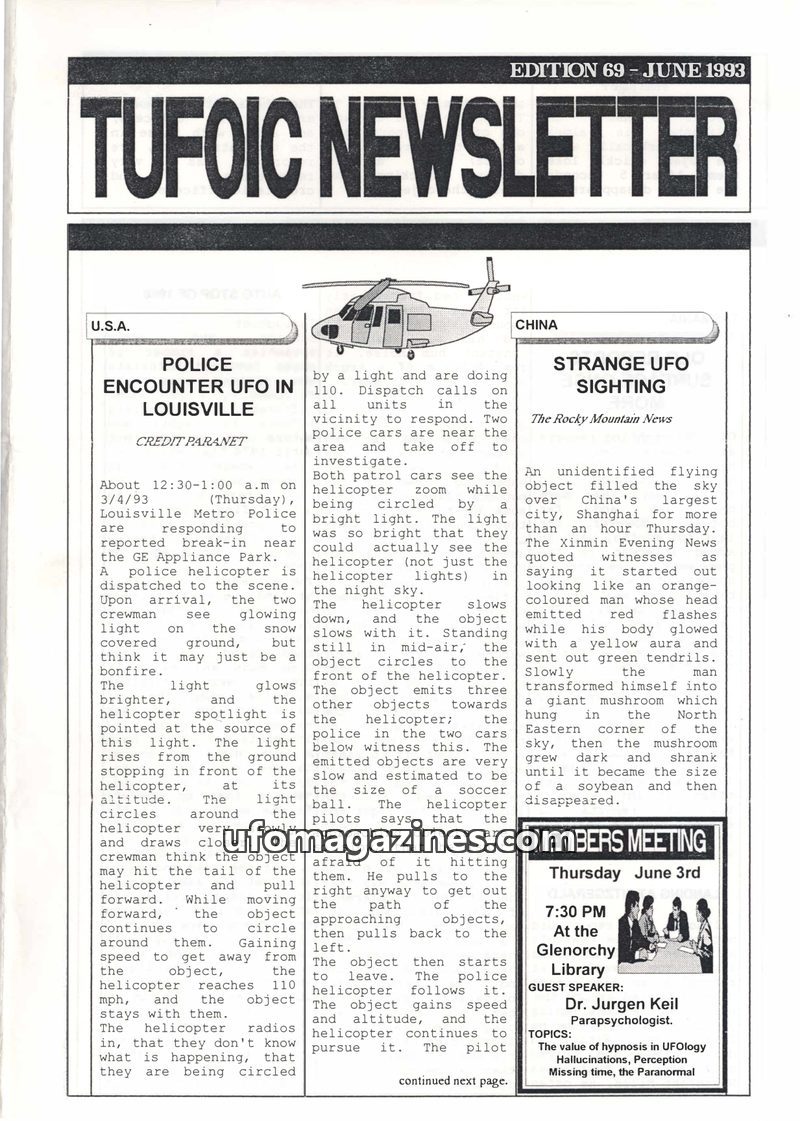 EDITION 69 - JUNE 1993
TUFOIC NEWSLETTER
U.S.A.
POLICE
ENCOUNTER UFO IN
LOUISVILLE
CREDIT PARANET
About 12:30-1:00 a.m on
3/4/93 (Thursday),
Louisville Metro Police
are responding to
reported break-in near
the GE Appliance Park.
A police helicopter is
dispatched to the scene.
Upon arrival, the two
crewman see glowing
light on the snow
covered ground, but
think it may just be a
bonfire.
The light glows
brighter, and the
helicopter spotlight is
pointed at the source of
this light. The light
rises from the ground
stopping in front of the
helicopter, at its
altitude. The light
circles around the
helicopter very
and draws
crewman think the object
may hit the tail of the
helicopter and pull
forward. While moving
forward, the object
continues to circle
around them. Gaining
speed to get away from
the object, the
helicopter reaches 110
mph, and the object
stays with them.
The helicopter radios
in, that they don't know
what is happening, that
they are being circled
by a light and are doing
110. Dispatch calls on
all units in the
vicinity to respond. Two
police cars are near the
area and take off to
investigate.
Both patrol cars see the
helicopter zoom while
being circled by a
bright light. The light
was so bright that they
could actually see the
helicopter (not just the
helicopter lights) in
the night sky.
The helicopter slows
down, and the object
slows with it. Standing
still in mid-air, the
object circles to the
front of the helicopter.
The object emits three
other objects towards
the helicopter; the
police in the two cars
below witness this. The
emitted objects are very
slow and estimated to be
the size of a soccer
ball. The helicopter
pilots says that the
afraid of it hitting
them. He pulls to the
right anyway to get out
the path of the
approaching objects,
then pulls back to the
left.
The object then starts
to leave. The police
helicopter follows it.
The object gains speed
and altitude, and the
helicopter continues to
pursue it. The pilot
continued next page.
CHINA
STRANGE UFO
SIGHTING
The Rocky Mountain News
An unidentified flying
object filled the sky
over China's largest
city, Shanghai for more
than an hour Thursday.
The Xinmin Evening News
quoted witnesses as
saying it started out
looking like an orange-
coloured man whose head
emitted red flashes
while his body glowed
with a yellow aura and
sent out green tendrils.
Slowly the man
transformed himself into
a giant mushroom which
hung in the North
Eastern corner of the
sky, then the mushroom
grew dark and shrank
until it became the size
of a soybean and then
disappeared.
MEMBERS MEETING
Thursday June 3rd
7:30 PM
At the
Glenorchy
Library
GUEST SPEAKER:
Dr. Jurgen Keil
Parapsychologist.
TOPICS:
The value of hypnosis in UFOlogy
Hallucinations, Perception
Missing time, the Paranormal
ufomagazines.com